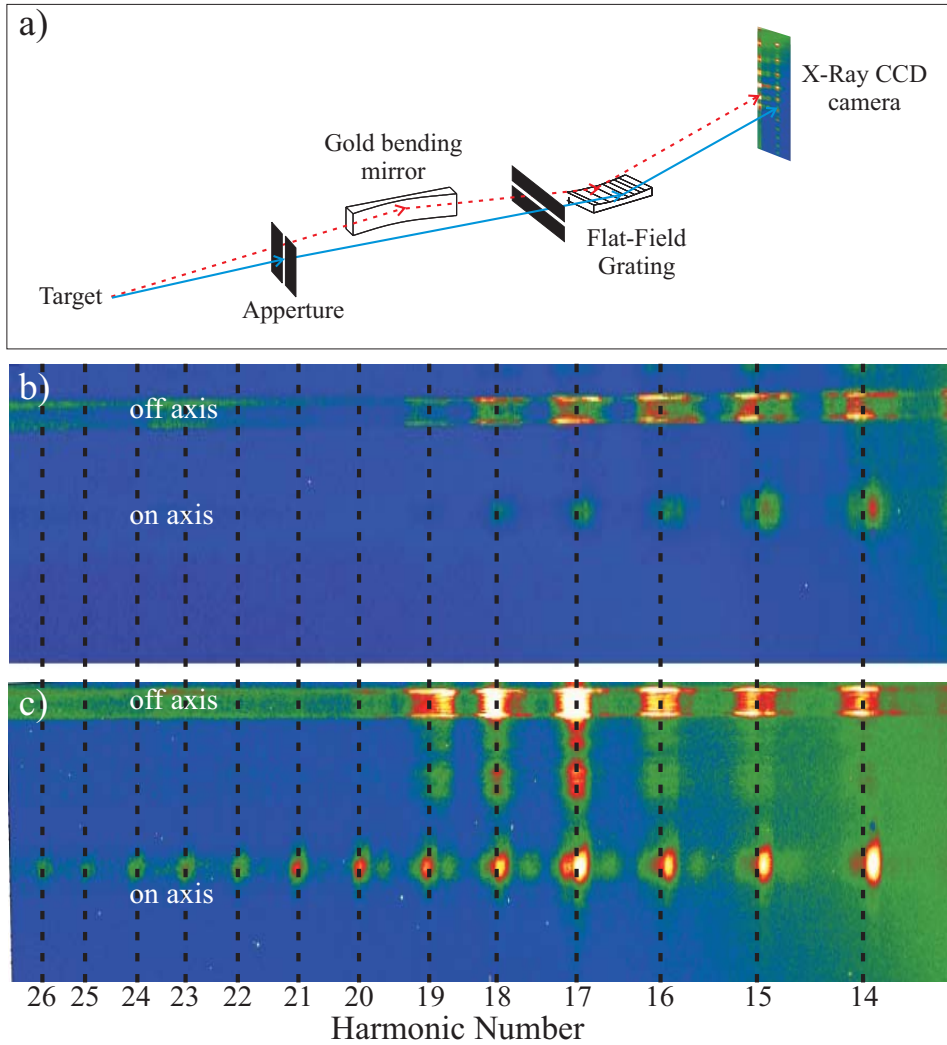 a)
X-Ray CCD
camera
Gold bending
mirror
Flat-Field
Grating
Target
Apperture
b)
off axis
on axis
c)
off axis
on axis
26 25 24 23 22 21 20 19 18 17 16 15 14
Harmonic Number